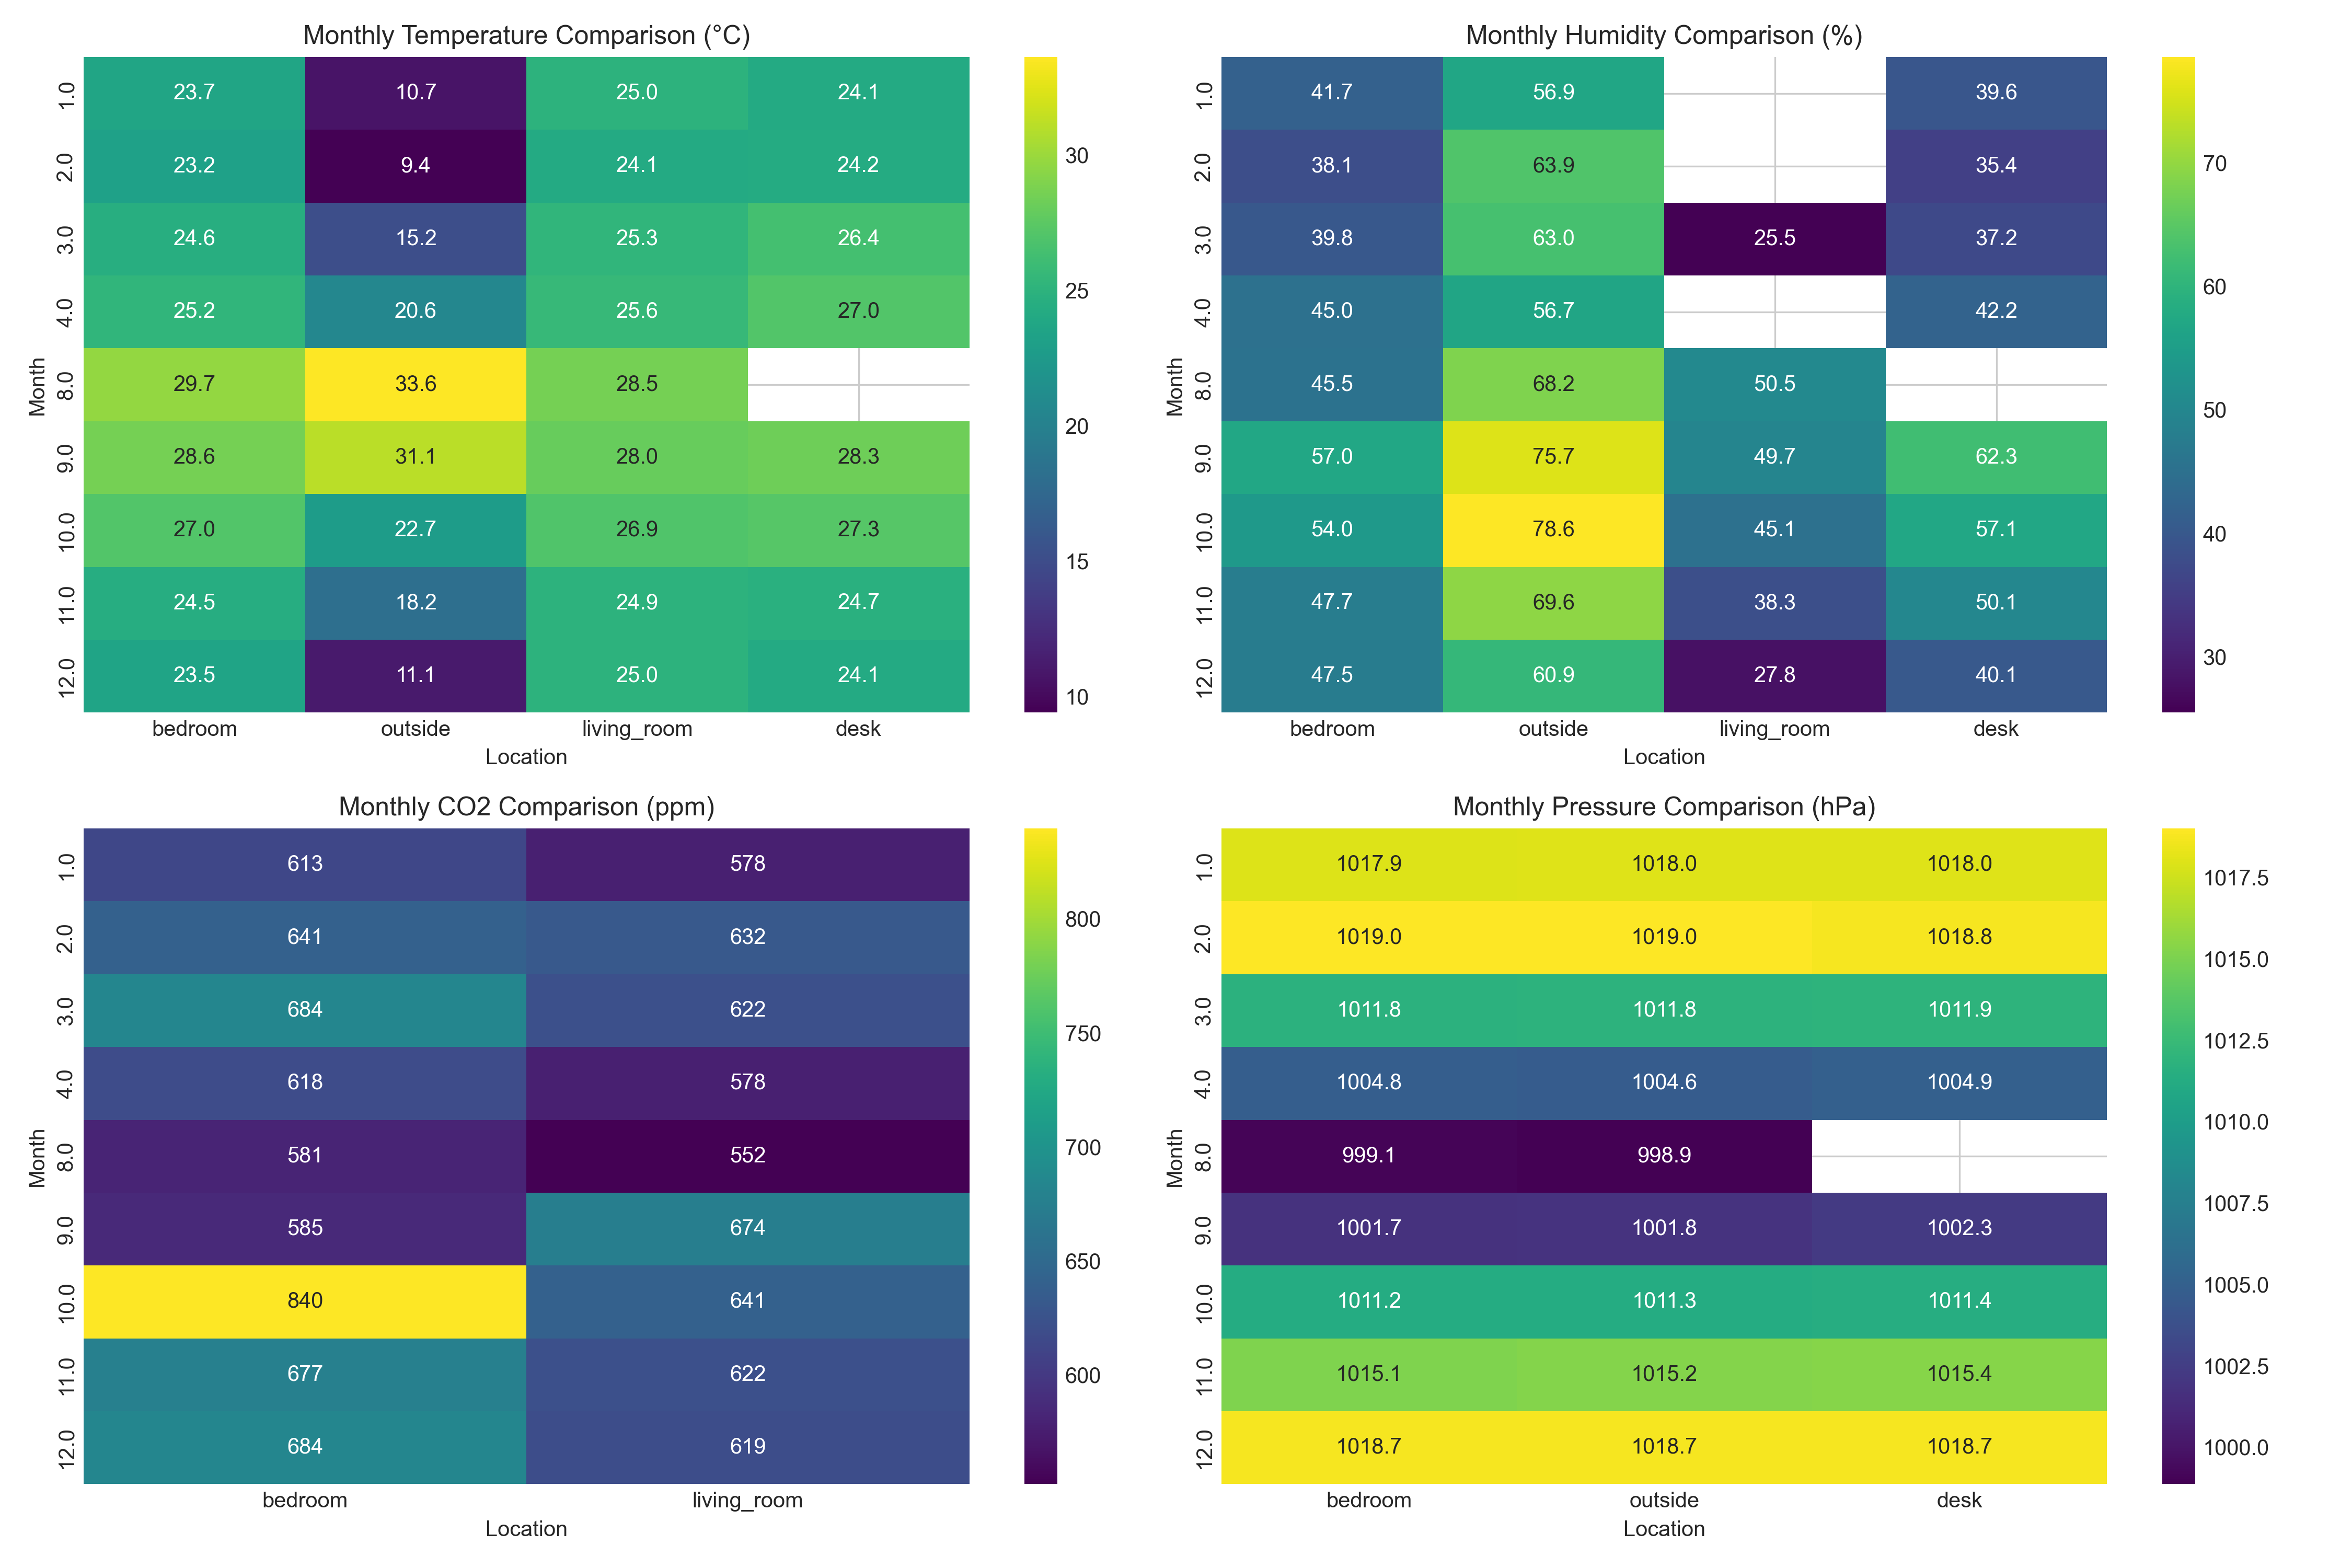 Monthly Temperature Comparison (°C)
Month
1.0 23.7 10.7 25.0 24.1
2.0 23.2 9.4 24.1 24.2
3.0 24.6 15.2 25.3 26.4
4.0 25.2 20.6 25.6 27.0
8.0 29.7 33.6 28.5
9.0 28.6 31.1 28.0 28.3
10.0 27.0 22.7 26.9 27.3
11.0 24.5 18.2 24.9 24.7
12.0 23.5 11.1 25.0 24.1
bedroom outside living_room desk
Location
30
25
20
15
10
Monthly Humidity Comparison (%)
Month
1.0 41.7 56.9 39.6
2.0 38.1 63.9 35.4
3.0 39.8 63.0 25.5 37.2
4.0 45.0 56.7 42.2
8.0 45.5 68.2 50.5
9.0 57.0 75.7 49.7 62.3
10.0 54.0 78.6 45.1 57.1
11.0 47.7 69.6 38.3 50.1
12.0 47.5 60.9 27.8 40.1
bedroom outside living_room desk
Location
70
60
50
40
30
Monthly CO2 Comparison (ppm)
Month
1.0 613 578
2.0 641 632
3.0 684 622
4.0 618 578
8.0 581 552
9.0 585 674
10.0 840 641
11.0 677 622
12.0 684 619
bedroom living_room
Location
800
750
700
650
600
Monthly Pressure Comparison (hPa)
Month
1.0 1017.9 1018.0 1018.0
2.0 1019.0 1019.0 1018.8
3.0 1011.8 1011.8 1011.9
4.0 1004.8 1004.6 1004.9
8.0 999.1 998.9
9.0 1001.7 1001.8 1002.3
10.0 1011.2 1011.3 1011.4
11.0 1015.1 1015.2 1015.4
12.0 1018.7 1018.7 1018.7
bedroom outside desk
Location
1017.5
1015.0
1012.5
1010.0
1007.5
1005.0
1002.5
1000.0